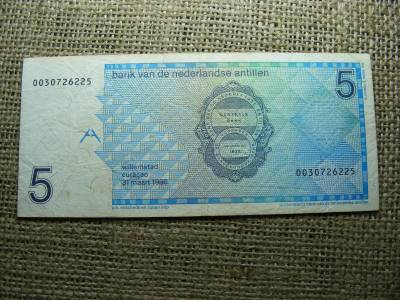 0030726225
bank van de nederlandse antillen
5
CENTRALE
BANK
willemstad
curaçao
31 maart 1986
0030726225
5